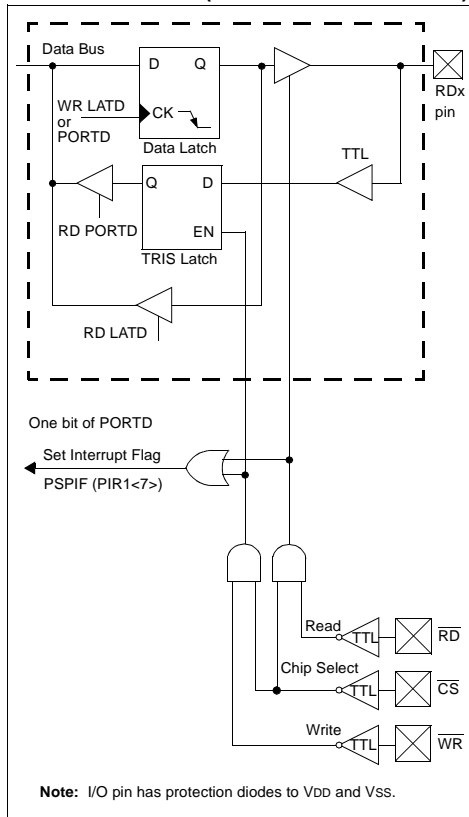 Data Bus
D Q
RDx
pin
WR LATD
or
PORTD
CK
Data Latch
TTL
Q D
RD PORTD
EN
TRIS Latch
RD LATD
One bit of PORTD
Set Interrupt Flag
PSPIF (PIR1<7>)
Read
TTL
RD
Chip Select
TTL
CS
Write
TTL
WR
Note: I/O pin has protection diodes to VDD and VSS.